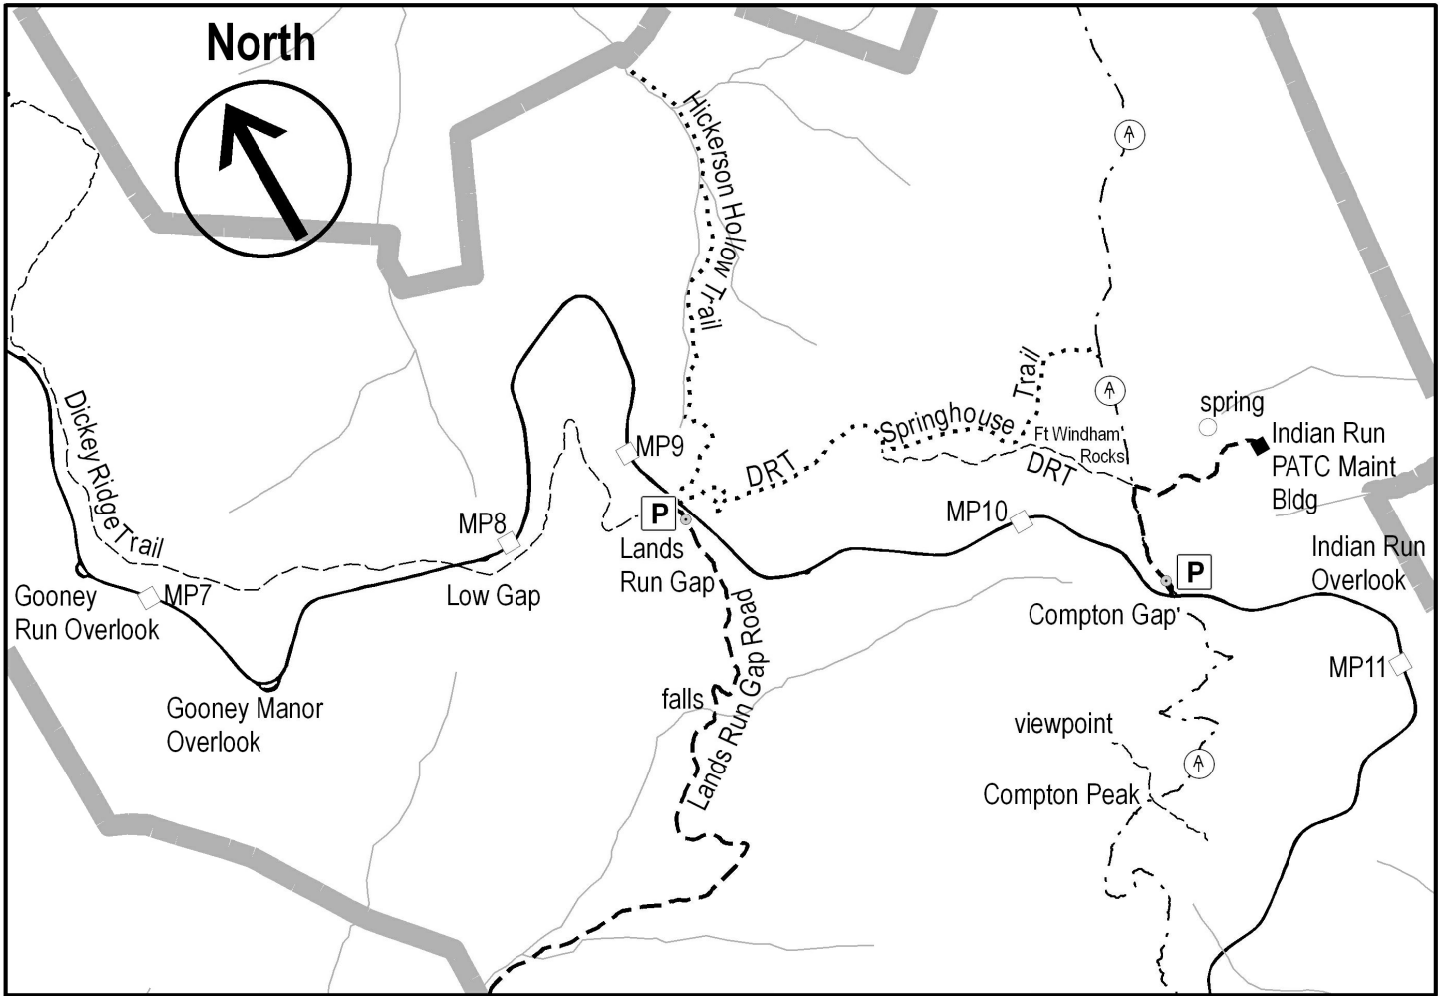 North
Hickerson Hollow Trail
Dickey Ridge Trail
MP9
MP8
P
Lands
Run Gap
Low Gap
DRT
Springhouse
Trail
Ft Windham
Rocks
DRT
spring
Indian Run
PATC Maint
Bldg
MP10
Indian Run
Overlook
P
Compton Gap
MP11
Gooney
Run Overlook
MP7
Gooney Manor
Overlook
falls
Lands Run Gap Road
viewpoint
Compton Peak